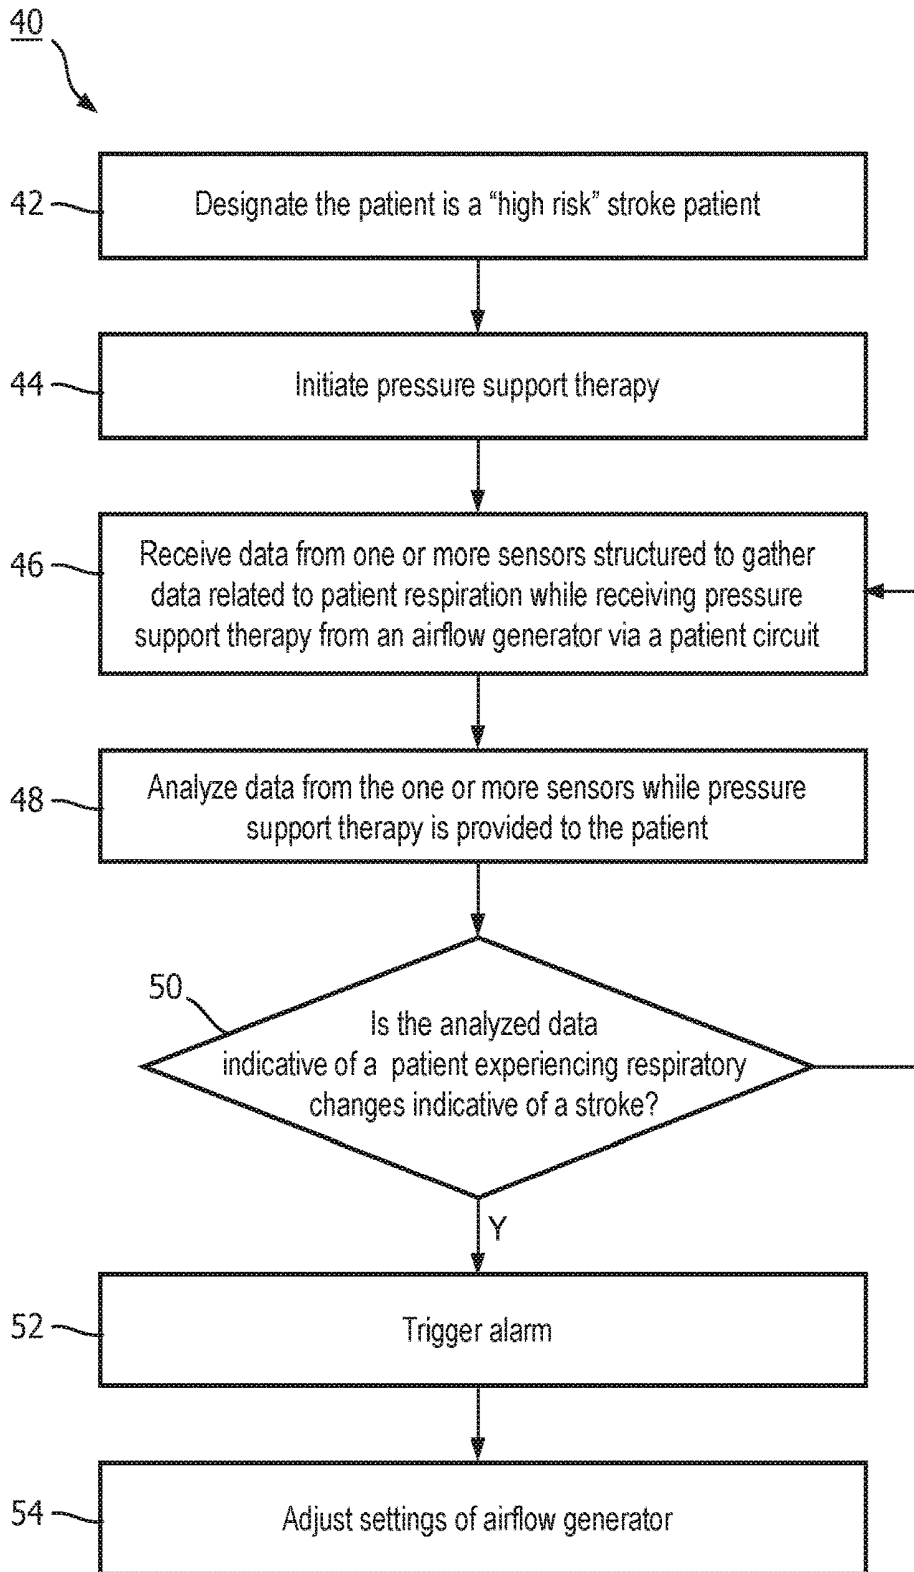 40
42
Designate the patient is a “high risk” stroke patient
44
Initiate pressure support therapy
46
Receive data from one or more sensors structured to gather
data related to patient respiration while receiving pressure
support therapy from an airflow generator via a patient circuit
48
Analyze data from the one or more sensors while pressure
support therapy is provided to the patient
50
Is the analyzed data
indicative of a patient experiencing respiratory
changes indicative of a stroke?
Y
52
Trigger alarm
54
Adjust settings of airflow generator